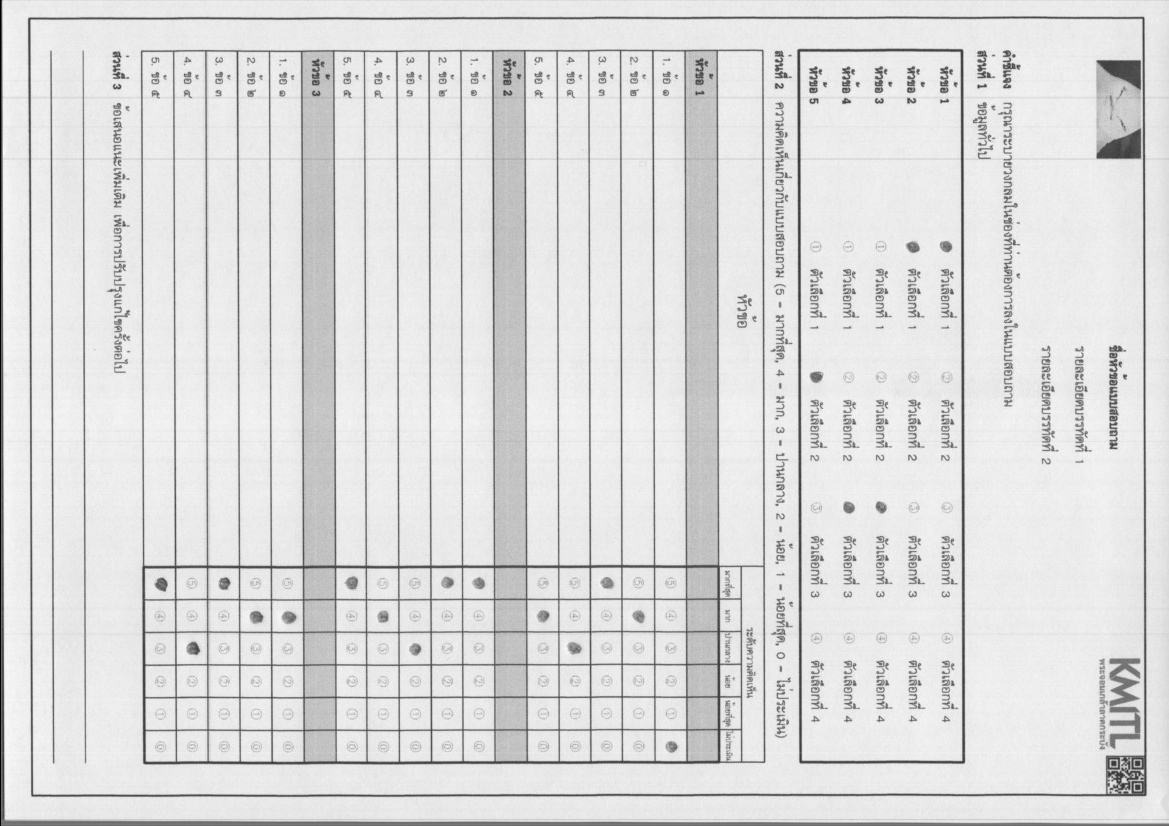 ชื่อหัวข้อแบบสอบถาม
รายละเอียดบรรทัดที่ 1
รายละเอียดบรรทัดที่ 2
KMITL
พระจอมเกล้าลาดกระบัง
คำชี้แจง กรุณาระบายวงกลมในช่องที่ท่านต้องการลงในแบบสอบถาม
ส่วนที่ 1 ข้อมูลทั่วไป
หัวข้อ 1 ตัวเลือกที่ 1 ② ตัวเลือกที่ 2 ③ ตัวเลือกที่ 3 ④ ตัวเลือกที่ 4
หัวข้อ 2 ตัวเลือกที่ 1 ② ตัวเลือกที่ 2 ③ ตัวเลือกที่ 3 ④ ตัวเลือกที่ 4
หัวข้อ 3 ① ตัวเลือกที่ 1 ② ตัวเลือกที่ 2 ตัวเลือกที่ 3 ④ ตัวเลือกที่ 4
หัวข้อ 4 ① ตัวเลือกที่ 1 ② ตัวเลือกที่ 2 ตัวเลือกที่ 3 ④ ตัวเลือกที่ 4
หัวข้อ 5 ① ตัวเลือกที่ 1 ตัวเลือกที่ 2 ③ ตัวเลือกที่ 3 ④ ตัวเลือกที่ 4
ส่วนที่ 2 ความคิดเห็นเกี่ยวกับแบบสอบถาม (5 - มากที่สุด, 4 - มาก, 3 - ปานกลาง, 2 - น้อย, 1 - น้อยที่สุด, 0 - ไม่ประเมิน)
หัวข้อ ระดับความคิดเห็น
มากที่สุด มาก ปานกลาง น้อย น้อยที่สุด ไม่ประเมิน
หัวข้อ 1
1. ข้อ ๑ ⑤ ④ ③ ② ①
2. ข้อ ๒ ⑤ ③ ② ① ⓪
3. ข้อ ๓ ④ ③ ② ① ⓪
4. ข้อ ๔ ⑤ ④ ② ① ⓪
5. ข้อ ๕ ⑤ ③ ② ① ⓪
หัวข้อ 2
1. ข้อ ๑ ④ ③ ② ① ⓪
2. ข้อ ๒ ④ ③ ② ① ⓪
3. ข้อ ๓ ⑤ ④ ② ① ⓪
4. ข้อ ๔ ⑤ ③ ② ① ⓪
5. ข้อ ๕ ④ ③ ② ① ⓪
หัวข้อ 3
1. ข้อ ๑ ⑤ ③ ② ① ⓪
2. ข้อ ๒ ⑤ ③ ② ① ⓪
3. ข้อ ๓ ④ ③ ② ① ⓪
4. ข้อ ๔ ⑤ ④ ② ① ⓪
5. ข้อ ๕ ④ ③ ② ① ⓪
ส่วนที่ 3 ข้อเสนอแนะเพิ่มเติม เพื่อการปรับปรุงแก้ไขครั้งต่อไป